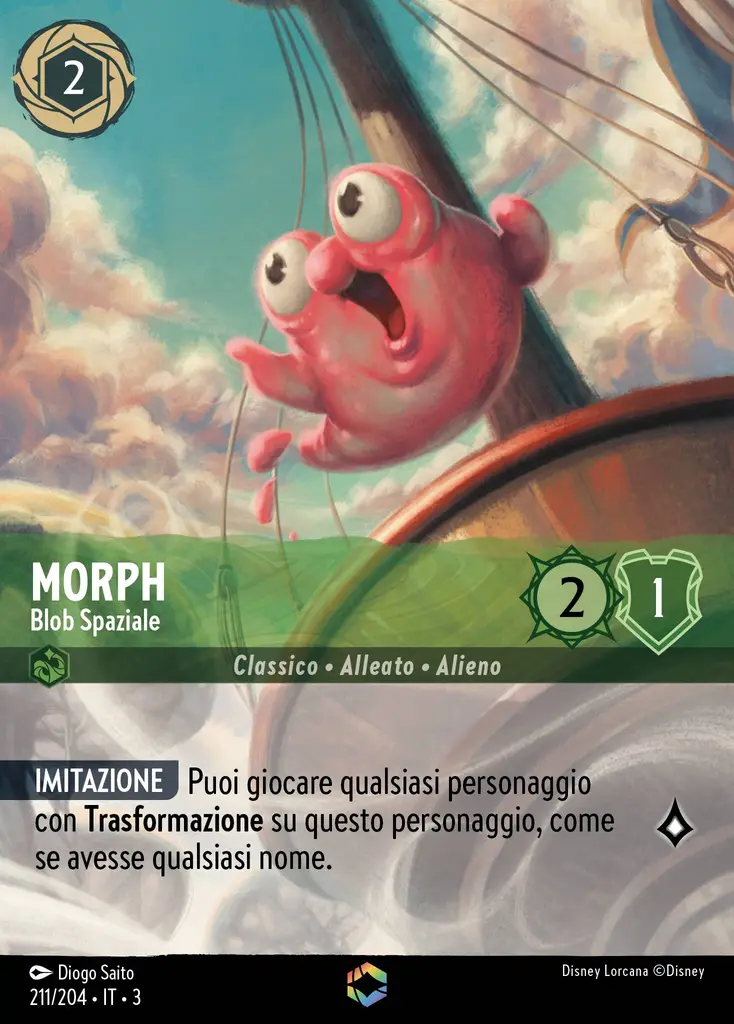 2
MORPH
Blob Spaziale
2
1
Classico • Alleato • Alieno
IMITAZIONE Puoi giocare qualsiasi personaggio
con Trasformazione su questo personaggio, come
se avesse qualsiasi nome.
Diogo Saito
Disney Lorcana ©Disney
211/204 • IT • 3